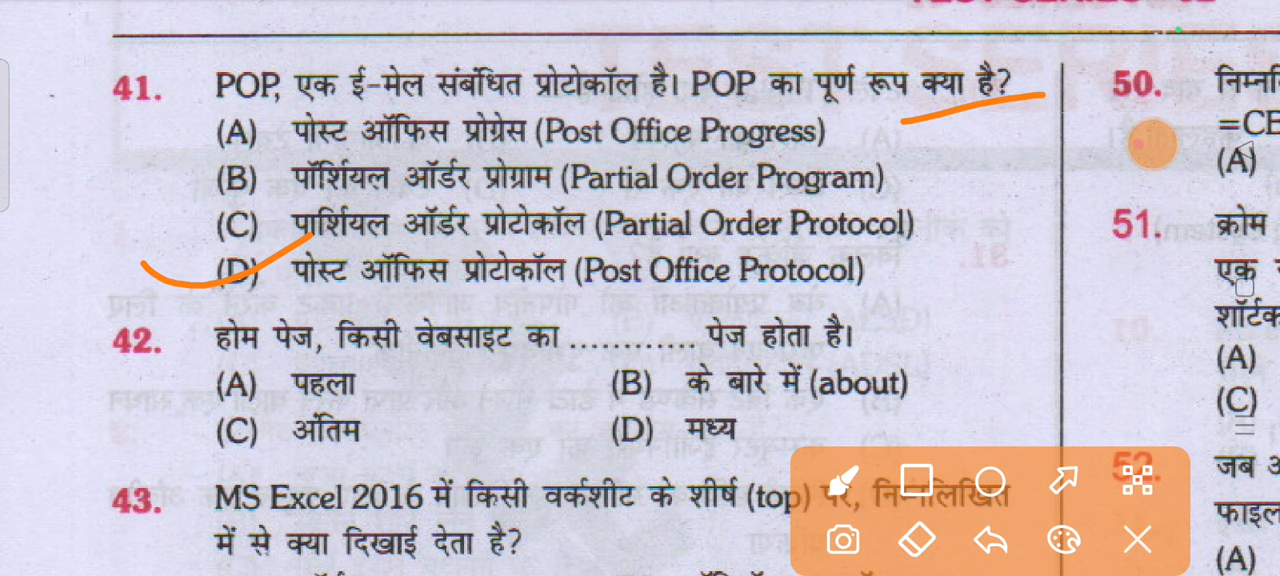 41. POP, एक ई-मेल संबंधित प्रोटोकॉल है। POP का पूर्ण रूप क्या है?
(A) पोस्ट ऑफिस प्रोग्रेस (Post Office Progress)
(B) पॉर्शियल ऑर्डर प्रोग्राम (Partial Order Program)
(C) पार्शियल ऑर्डर प्रोटोकॉल (Partial Order Protocol)
(D) पोस्ट ऑफिस प्रोटोकॉल (Post Office Protocol)
42. होम पेज, किसी वेबसाइट का ............. पेज होता है।
(A) पहला (B) के बारे में (about)
(C) अंतिम (D) मध्य
43. MS Excel 2016 में किसी वर्कशीट के शीर्ष (top) पर, निम्नलिखित
में से क्या दिखाई देता है?
50.
=CE
(A)
51. क्रोम
एक
(A)
(C)
52. जब
(A)